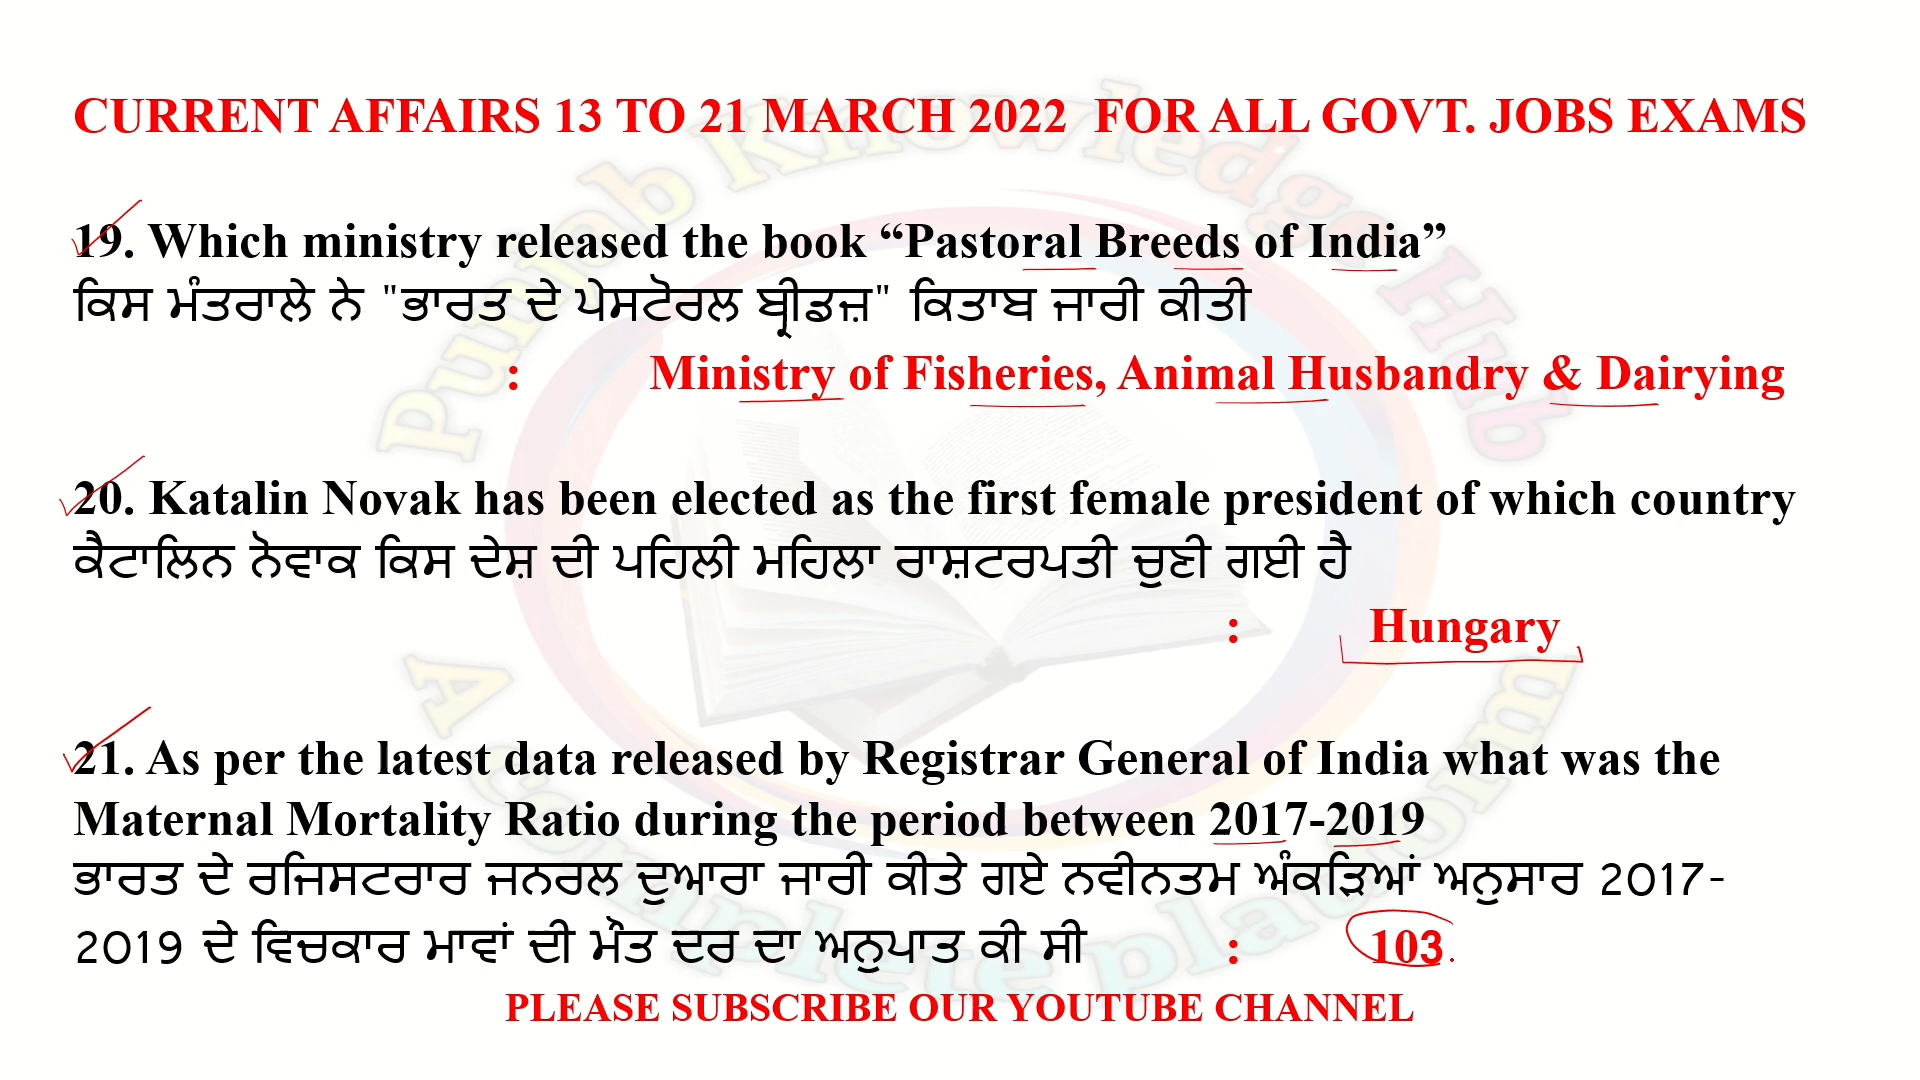 CURRENT AFFAIRS 13 TO 21 MARCH 2022 FOR ALL GOVT. JOBS EXAMS
19. Which ministry released the book “Pastoral Breeds of India”
ਕਿਸ ਮੰਤਰਾਲੇ ਨੇ "ਭਾਰਤ ਦੇ ਪੇਸਟੋਰਲ ਬ੍ਰੀਡਜ਼" ਕਿਤਾਬ ਜਾਰੀ ਕੀਤੀ
: Ministry of Fisheries, Animal Husbandry & Dairying
20. Katalin Novak has been elected as the first female president of which country
ਕੈਟਾਲਿਨ ਨੋਵਾਕ ਕਿਸ ਦੇਸ਼ ਦੀ ਪਹਿਲੀ ਮਹਿਲਾ ਰਾਸ਼ਟਰਪਤੀ ਚੁਣੀ ਗਈ ਹੈ
: Hungary
21. As per the latest data released by Registrar General of India what was the
Maternal Mortality Ratio during the period between 2017-2019
ਭਾਰਤ ਦੇ ਰਜਿਸਟਰਾਰ ਜਨਰਲ ਦੁਆਰਾ ਜਾਰੀ ਕੀਤੇ ਗਏ ਨਵੀਨਤਮ ਅੰਕੜਿਆਂ ਅਨੁਸਾਰ 2017-
2019 ਦੇ ਵਿਚਕਾਰ ਮਾਵਾਂ ਦੀ ਮੌਤ ਦਰ ਦਾ ਅਨੁਪਾਤ ਕੀ ਸੀ : 103
PLEASE SUBSCRIBE OUR YOUTUBE CHANNEL
Punjab Knowledge Hub
A complete platform